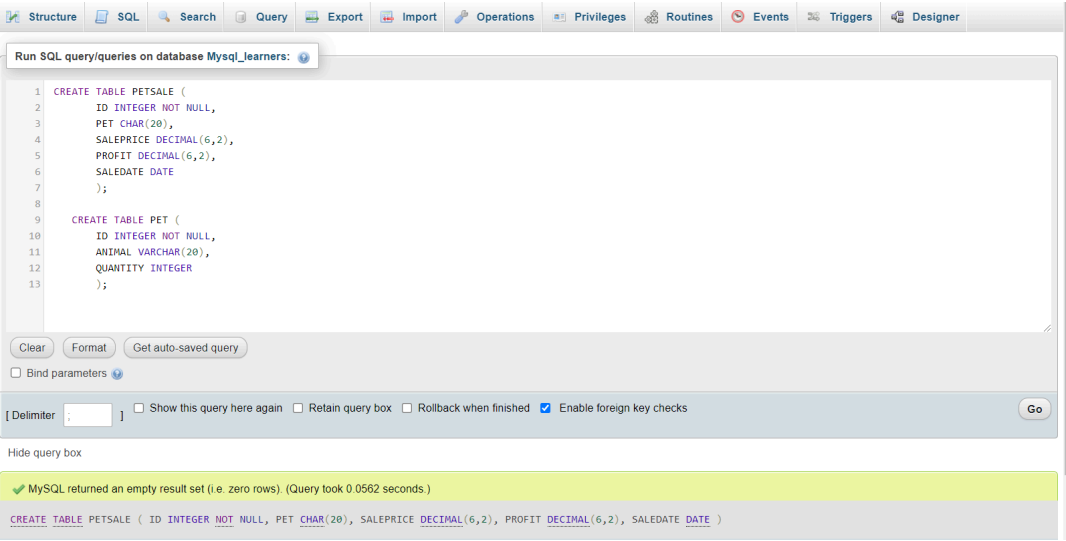 Structure SQL Search Query Export Import Operations Privileges Routines Events Triggers Designer
Run SQL query/queries on database Mysql_learners:
1 CREATE TABLE PETSALE (
2 ID INTEGER NOT NULL,
3 PET CHAR(20),
4 SALEPRICE DECIMAL(6,2),
5 PROFIT DECIMAL(6,2),
6 SALEDATE DATE
7 );
8
9 CREATE TABLE PET (
10 ID INTEGER NOT NULL,
11 ANIMAL VARCHAR(20),
12 QUANTITY INTEGER
13 );
Clear Format Get auto-saved query
Bind parameters
[ Delimiter ; ] Show this query here again Retain query box Rollback when finished Enable foreign key checks Go
Hide query box
MySQL returned an empty result set (i.e. zero rows). (Query took 0.0562 seconds.)
CREATE TABLE PETSALE ( ID INTEGER NOT NULL, PET CHAR(20), SALEPRICE DECIMAL(6,2), PROFIT DECIMAL(6,2), SALEDATE DATE )